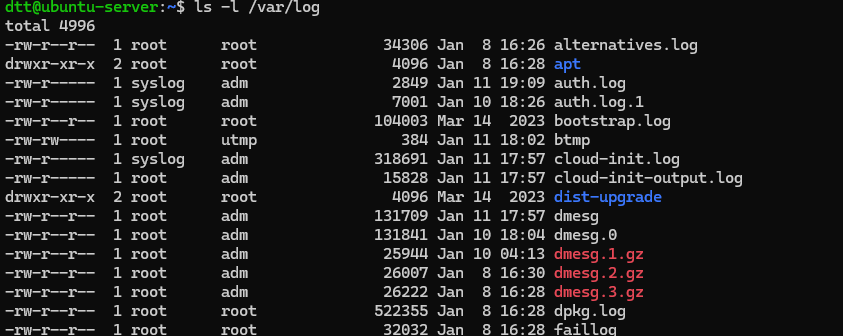 dtt@ubuntu-server:~$ ls -l /var/log
total 4996
-rw-r--r-- 1 root root 34306 Jan 8 16:26 alternatives.log
drwxr-xr-x 2 root root 4096 Jan 8 16:28 apt
-rw-r----- 1 syslog adm 2849 Jan 11 19:09 auth.log
-rw-r----- 1 syslog adm 7001 Jan 10 18:26 auth.log.1
-rw-r--r-- 1 root root 104003 Mar 14 2023 bootstrap.log
-rw-rw---- 1 root utmp 384 Jan 11 18:02 btmp
-rw-r----- 1 syslog adm 318691 Jan 11 17:57 cloud-init.log
-rw-r----- 1 root adm 15828 Jan 11 17:57 cloud-init-output.log
drwxr-xr-x 2 root root 4096 Mar 14 2023 dist-upgrade
-rw-r----- 1 root adm 131709 Jan 11 17:57 dmesg
-rw-r----- 1 root adm 131841 Jan 10 18:04 dmesg.0
-rw-r----- 1 root adm 25944 Jan 10 04:13 dmesg.1.gz
-rw-r----- 1 root adm 26007 Jan 8 16:30 dmesg.2.gz
-rw-r----- 1 root adm 26222 Jan 8 16:28 dmesg.3.gz
-rw-r--r-- 1 root root 522355 Jan 8 16:28 dpkg.log
-rw-r--r-- 1 root root 32032 Jan 8 16:28 faillog